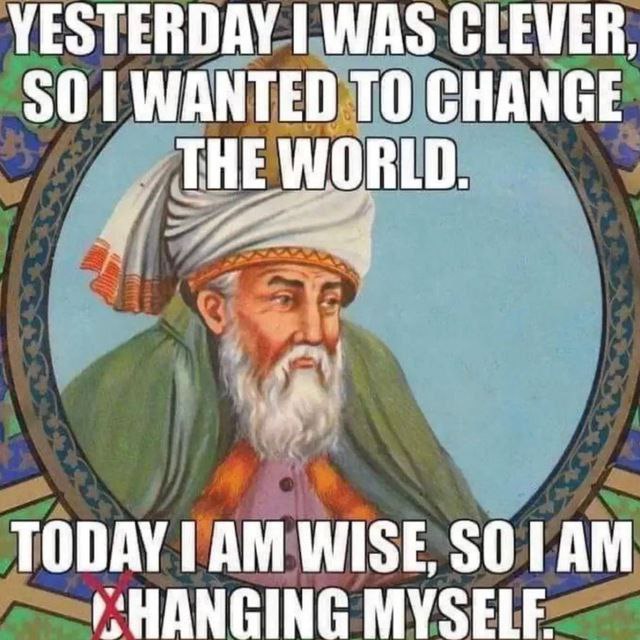 YESTERDAY I WAS CLEVER,
SO I WANTED TO CHANGE
THE WORLD.
TODAY I AM WISE, SO I AM
CHANGING MYSELF.